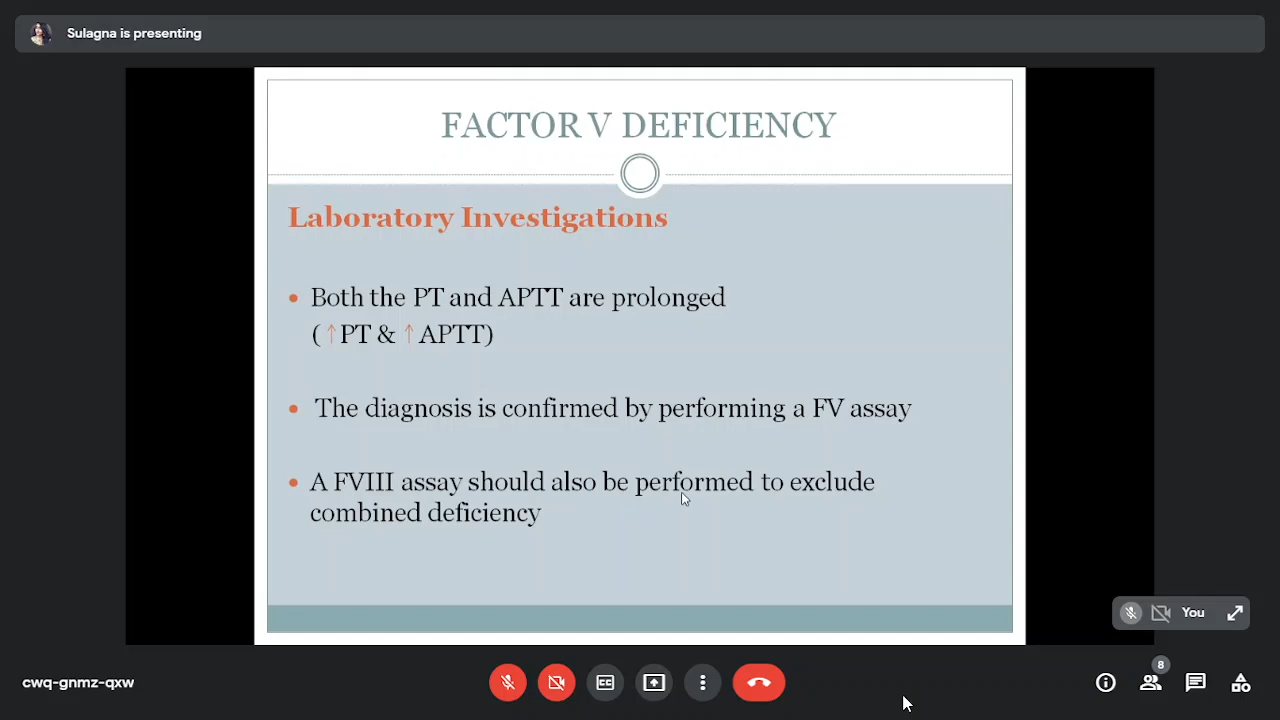 Sulagna is presenting
FACTOR V DEFICIENCY
Laboratory Investigations
• Both the PT and APTT are prolonged
(↑PT & ↑APTT)
• The diagnosis is confirmed by performing a FV assay
• A FVIII assay should also be performed to exclude
combined deficiency
You
cwq-gnmz-qxw
CC
8